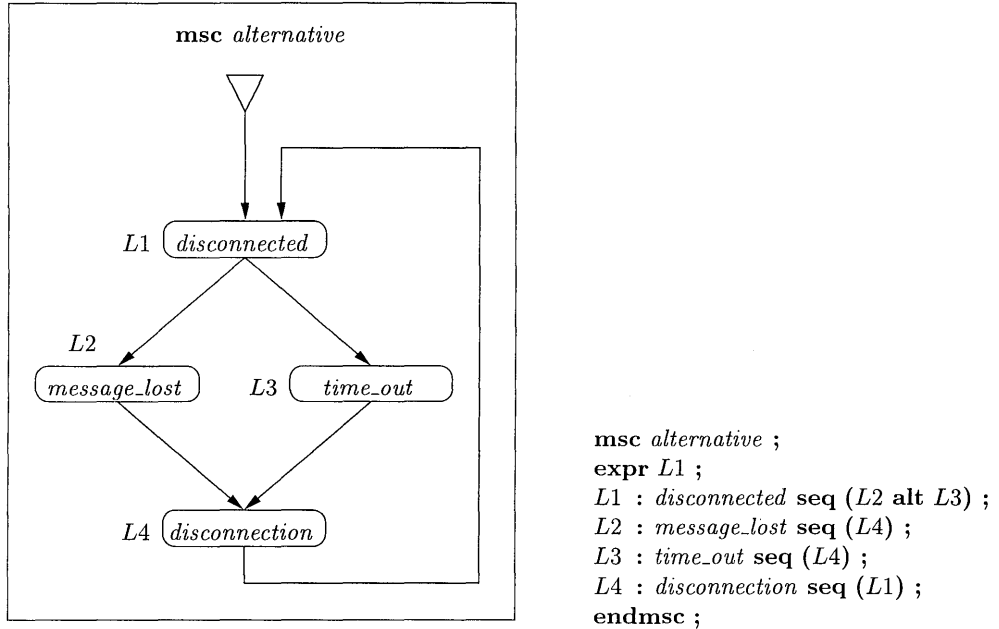 msc alternative
L1 disconnected
L2
message_lost L3 time_out
L4 disconnection
msc alternative ;
expr L1 ;
L1 : disconnected seq (L2 alt L3) ;
L2 : message_lost seq (L4) ;
L3 : time_out seq (L4) ;
L4 : disconnection seq (L1) ;
endmsc ;